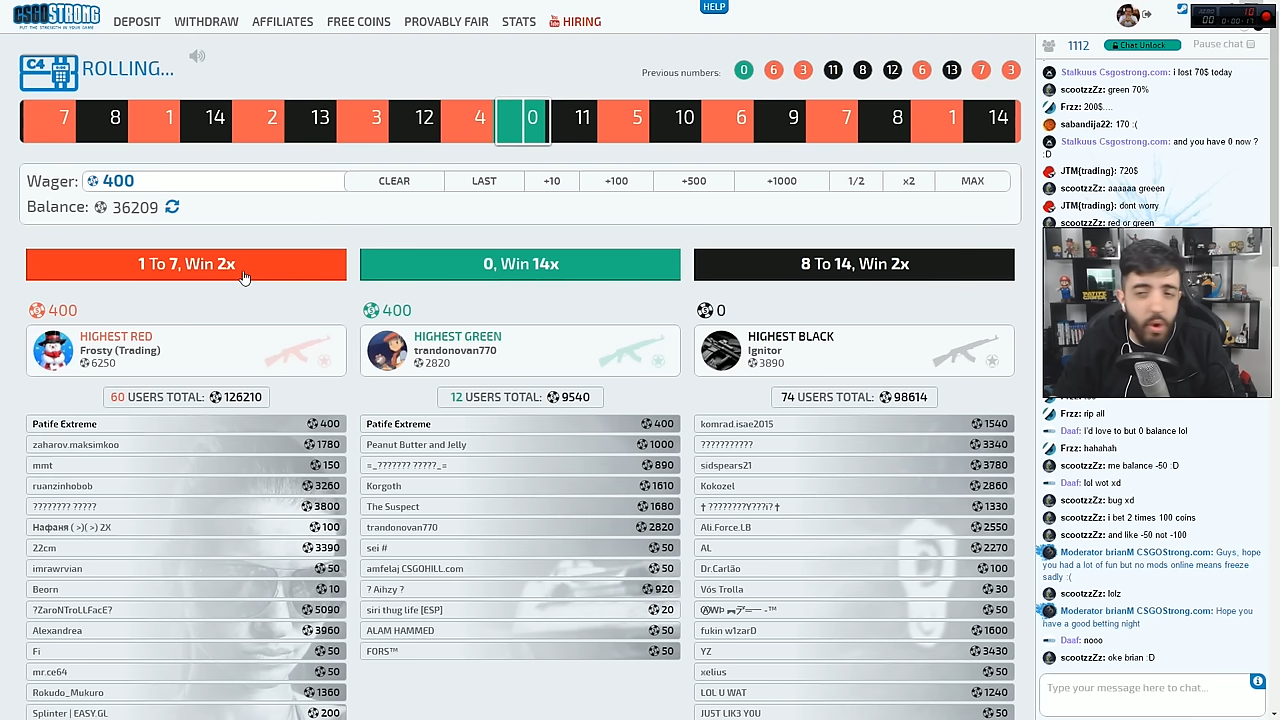 CSGOSTRONG
DEPOSIT WITHDRAW AFFILIATES FREE COINS PROVABLY FAIR BEATS HIRING
HELP
ROLLING...
Previous numbers: 0 6 3 11 8 12 6 13 7 3
7 8 1 14 2 13 3 12 4 0 11 5 10 6 9 7 8 1 14
Wager: 400 CLEAR LAST +10 +100 +500 +1000 1/2 x2 MAX
Balance: 36209
1 To 7, Win 2x
0, Win 14x
8 To 14, Win 2x
400
400
0
HIGHEST RED
Frosty (Trading)
6250
HIGHEST GREEN
trandonovan770
2820
HIGHEST BLACK
Ignitor
3890
60 USERS TOTAL: 126210
12 USERS TOTAL: 9540
74 USERS TOTAL: 98614
Patife Extreme 400
zaharov.maksimkoo 1780
mmt 150
ruanzinhobob 3260
???????? ????? 3800
Нафаня ( >)( >) 2X 100
22cm 3390
imrawrvian 50
Beorn 10
?ZaroNTroLLFacE? 5090
Alexandrea 3960
Fi 50
mr.ce64 50
Rokudo_Mukuro 1360
Splinter | EASY.GL 200
Patife Extreme 400
Peanut Butter and Jelly 1000
=_??????? ?????_= 890
Korgoth 1610
The Suspect 1680
trandonovan770 2820
sei # 50
amfelaj CSGOHILL.com 50
? Aihzy ? 920
siri thug life [ESP] 20
ALAM HAMMED 50
FORS™ 50
komrad.isae2015 1540
?????? ????? 3340
sidspears21 3780
Kokozel 2860
† ????????Y???i? † 1330
Ali.Force.LB 2550
AL 2270
Dr.Carlão 100
Vós Trolla 30
50
fukin w1zarD 1600
YZ 3430
xelius 50
LOL U WAT 1240
JUST LIK3 Y0U 50
1112 Chat Unlock Pause chat
Stalkuus Csgostrong.com: i lost 70$ today
scootzzZz: green 70%
Frzz: 200$....
sabandija22: 170 :(
Stalkuus Csgostrong.com: and you have 0 now ?
:D
JTM(trading): 720$
scootzzZz: aaaaaa greeen
JTM(trading): dont worry
scootzzZz: red or green
Frzz: rip all
Daaf: I'd love to but 0 balance lol
Frzz: hahahah
scootzzZz: me balance -50 :D
Daaf: lol wot xd
scootzzZz: bug xd
scootzzZz: i bet 2 times 100 coins
scootzzZz: and like -50 not -100
Moderator brianM CSGOStrong.com: Guys, hope
you had a lot of fun but no mods online means freeze
sadly :(
scootzzZz: lolz
Moderator brianM CSGOStrong.com: Hope you
have a good betting night
Daaf: nooo
scootzzZz: oke brian :D
Type your message here to chat...